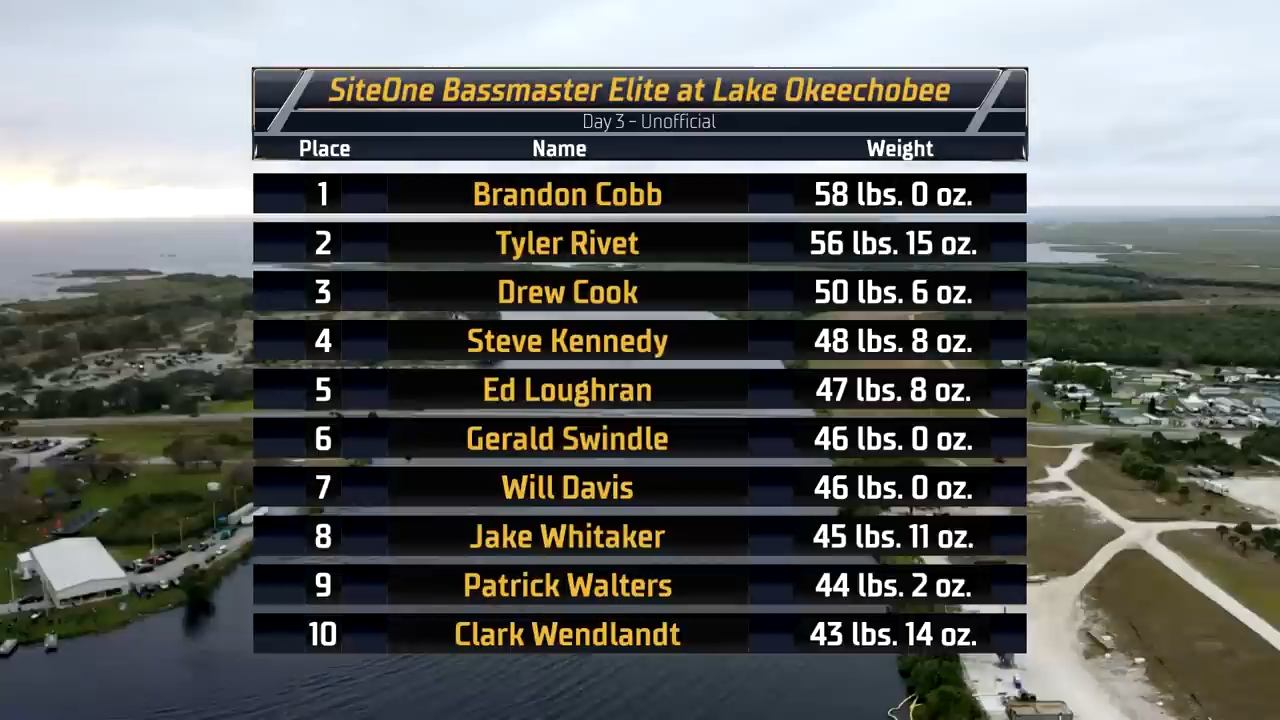 SiteOne Bassmaster Elite at Lake Okeechobee
Day 3 - Unofficial
Place Name Weight
1 Brandon Cobb 58 lbs. 0 oz.
2 Tyler Rivet 56 lbs. 15 oz.
3 Drew Cook 50 lbs. 6 oz.
4 Steve Kennedy 48 lbs. 8 oz.
5 Ed Loughran 47 lbs. 8 oz.
6 Gerald Swindle 46 lbs. 0 oz.
7 Will Davis 46 lbs. 0 oz.
8 Jake Whitaker 45 lbs. 11 oz.
9 Patrick Walters 44 lbs. 2 oz.
10 Clark Wendlandt 43 lbs. 14 oz.